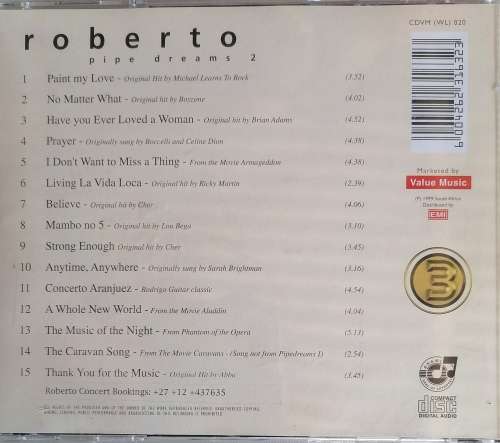 CDVM (WL) 020
roberto
pipe dreams 2
1 Paint my Love - Original Hit by Michael Learns To Rock (3.52)
2 No Matter What - Original hit by Boyzone (4.02)
3 Have you Ever Loved a Woman - Original hit by Brian Adams (4.52)
4 Prayer - Originally sung by Boccelli and Celine Dion (4.38)
5 I Don't Want to Miss a Thing - From the Movie Armageddon (4.38)
6 Living La Vida Loca - Original hit by Ricky Martin (2.39)
7 Believe - Original hit by Cher (4.06)
8 Mambo no 5 - Original hit by Lou Bega (3.10)
9 Strong Enough Original hit by Cher (3.45)
10 Anytime, Anywhere - Originally sung by Sarah Brightman (3.16)
11 Concerto Aranjuez - Rodrigo Guitar classic (4.54)
12 A Whole New World - From the Movie Aladdin (4.04)
13 The Music of the Night - From Phantom of the Opera (5.13)
14 The Caravan Song - From The Movie Caravans - (Song not from Pipedreams 1) (2.54)
15 Thank You for the Music - Original Hit by Abba (3.45)
Roberto Concert Bookings: +27 +12 +437635
Marketed by
Value Music
Distributed by
EMI
COMPACT
disc
DIGITAL AUDIO